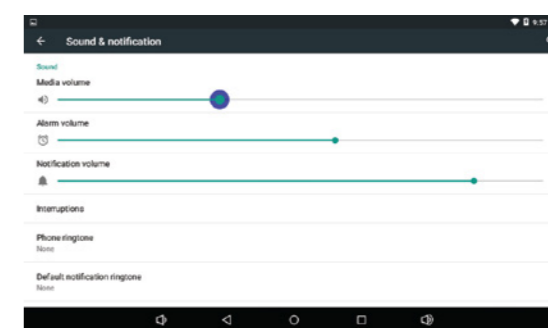 9:57
Sound & notification
Sound
Media volume
Alarm volume
Notification volume
Interruptions
Phone ringtone
None
Default notification ringtone
None